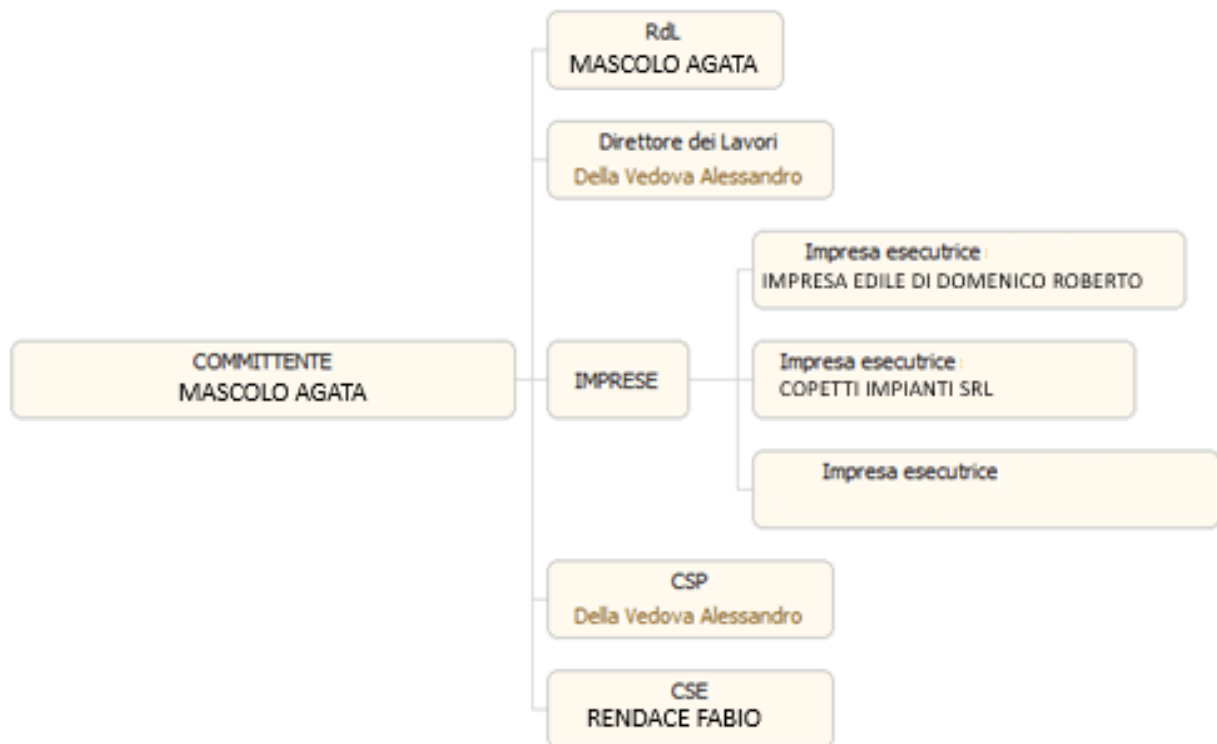 RdL
MASCOLO AGATA
Direttore dei Lavori
Della Vedova Alessandro
Impresa esecutrice
IMPRESA EDILE DI DOMENICO ROBERTO
COMMITTENTE
MASCOLO AGATA
IMPRESE
Impresa esecutrice
COPETTI IMPIANTI SRL
Impresa esecutrice
CSP
Della Vedova Alessandro
CSE
RENDACE FABIO